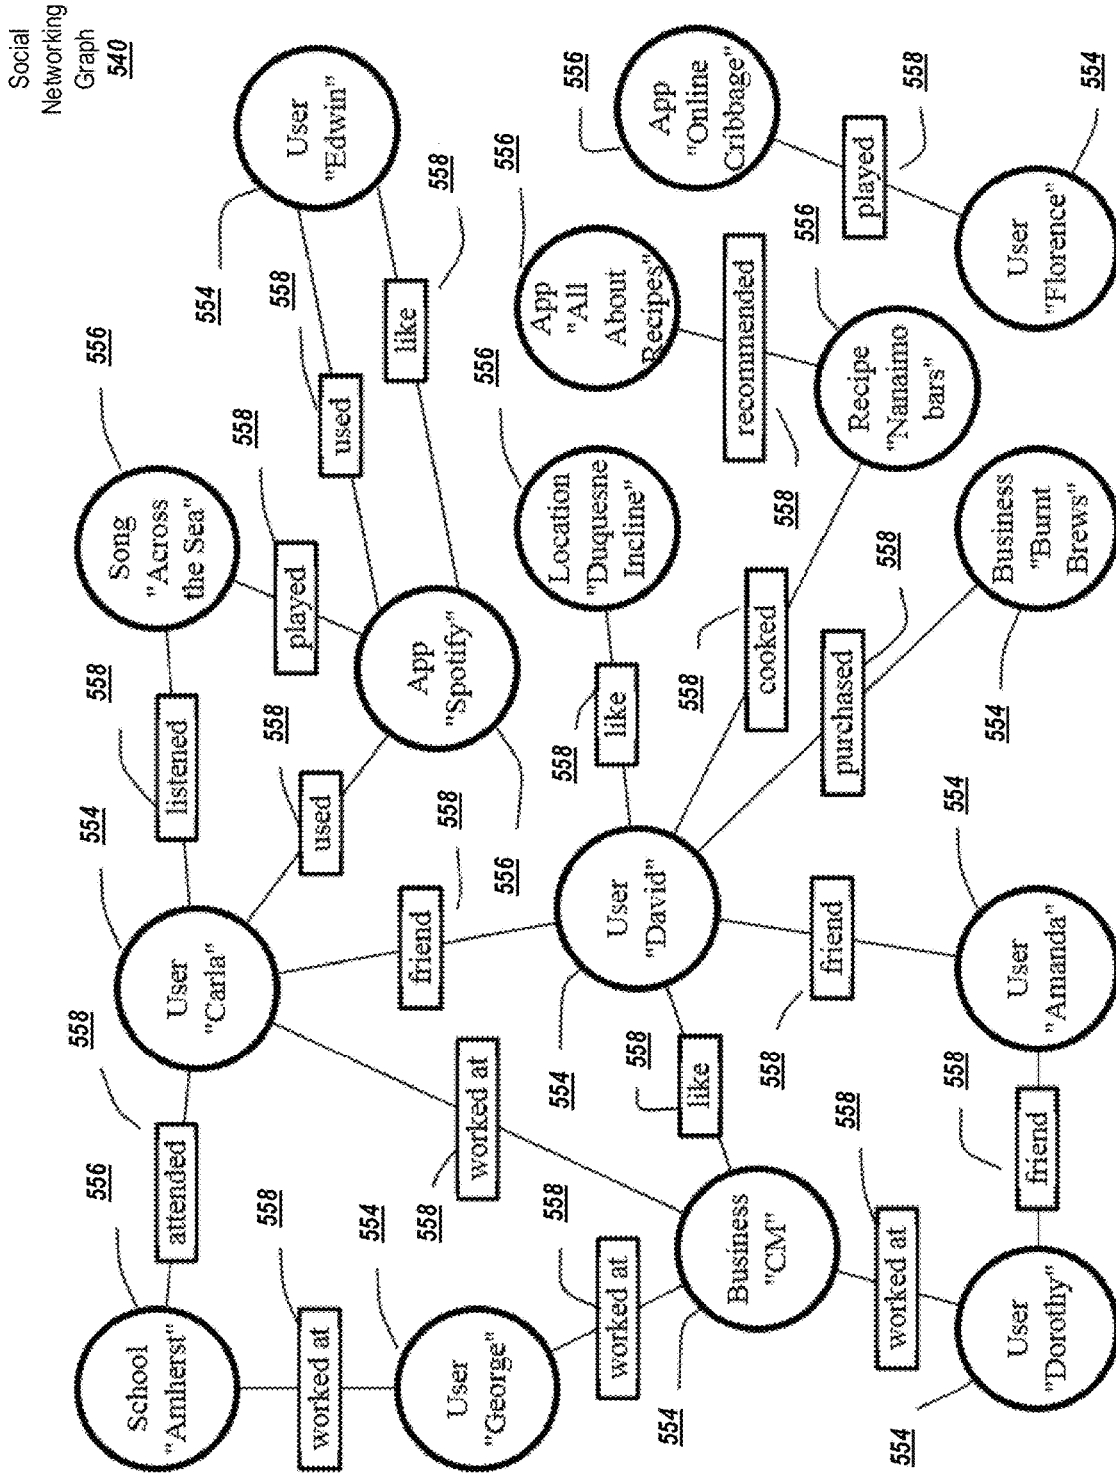 Social
Networking
Graph
540
556
558
554
558
556
School
"Amherst"
attended
User
"Carla"
listened
Song
"Across
the Sea"
558
554
558
558
558
554
worked at
used
played
used
User
"Edwin"
User
"George"
558
friend
558
App
"Spotify"
like
558
worked at
556
556
556
558
554
558
worked at
User
"David"
like
Location
"Duquesne
Incline"
App
"All
About
Recipes"
556
554
558
like
558
Business
"CM"
cooked
recommended
App
"Online
Cribbage"
558
558
556
friend
purchased
played
558
558
558
worked at
Recipe
"Nanaimo
bars"
554
558
554
554
User
"Dorothy"
friend
User
"Amanda"
Business
"Burnt
Brews"
User
"Florence"
554